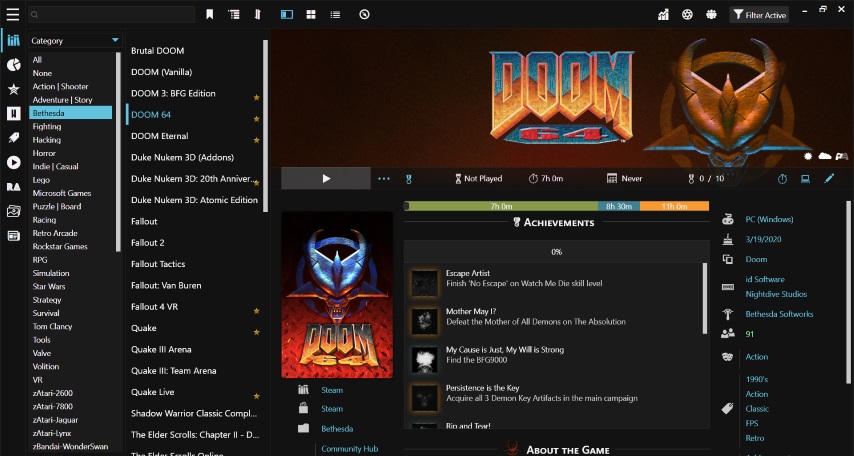 Filter Active
Category
All
None
Action | Shooter
Adventure | Story
Bethesda
Fighting
Hacking
Horror
Indie | Casual
Lego
Microsoft Games
Puzzle | Board
Racing
Retro Arcade
Rockstar Games
RPG
Simulation
Star Wars
Strategy
Survival
Tom Clancy
Tools
Valve
Volition
VR
zAtari-2600
zAtari-7800
zAtari-Jaguar
zAtari-Lynx
zBandai-WonderSwan
RA
Brutal DOOM
DOOM (Vanilla)
DOOM 3: BFG Edition
DOOM 64
DOOM Eternal
Duke Nukem 3D (Addons)
Duke Nukem 3D: 20th Anniver...
Duke Nukem 3D: Atomic Edition
Fallout
Fallout 2
Fallout Tactics
Fallout: Van Buren
Fallout 4 VR
Quake
Quake III Arena
Quake III: Team Arena
Quake Live
Shadow Warrior Classic Compl...
The Elder Scrolls: Chapter II - D...
The Elder Scrolls Online
DOOM
64
Not Played
7h 0m
Never
0 / 10
7h 0m
8h 30m
11h 0m
DOOM
64
Steam
Steam
Bethesda
Community Hub
Achievements
0%
Escape Artist
Finish 'No Escape' on Watch Me Die skill level
Mother May I?
Defeat the Mother of All Demons on The Absolution
My Cause is Just, My Will is Strong
Find the BFG9000
Persistence is the Key
Acquire all 3 Demon Key Artifacts in the main campaign
Rip and Tear!
About the Game
PC (Windows)
3/19/2020
Doom
id Software
Nightdive Studios
Bethesda Softworks
91
Action
1990's
Action
Classic
FPS
Retro